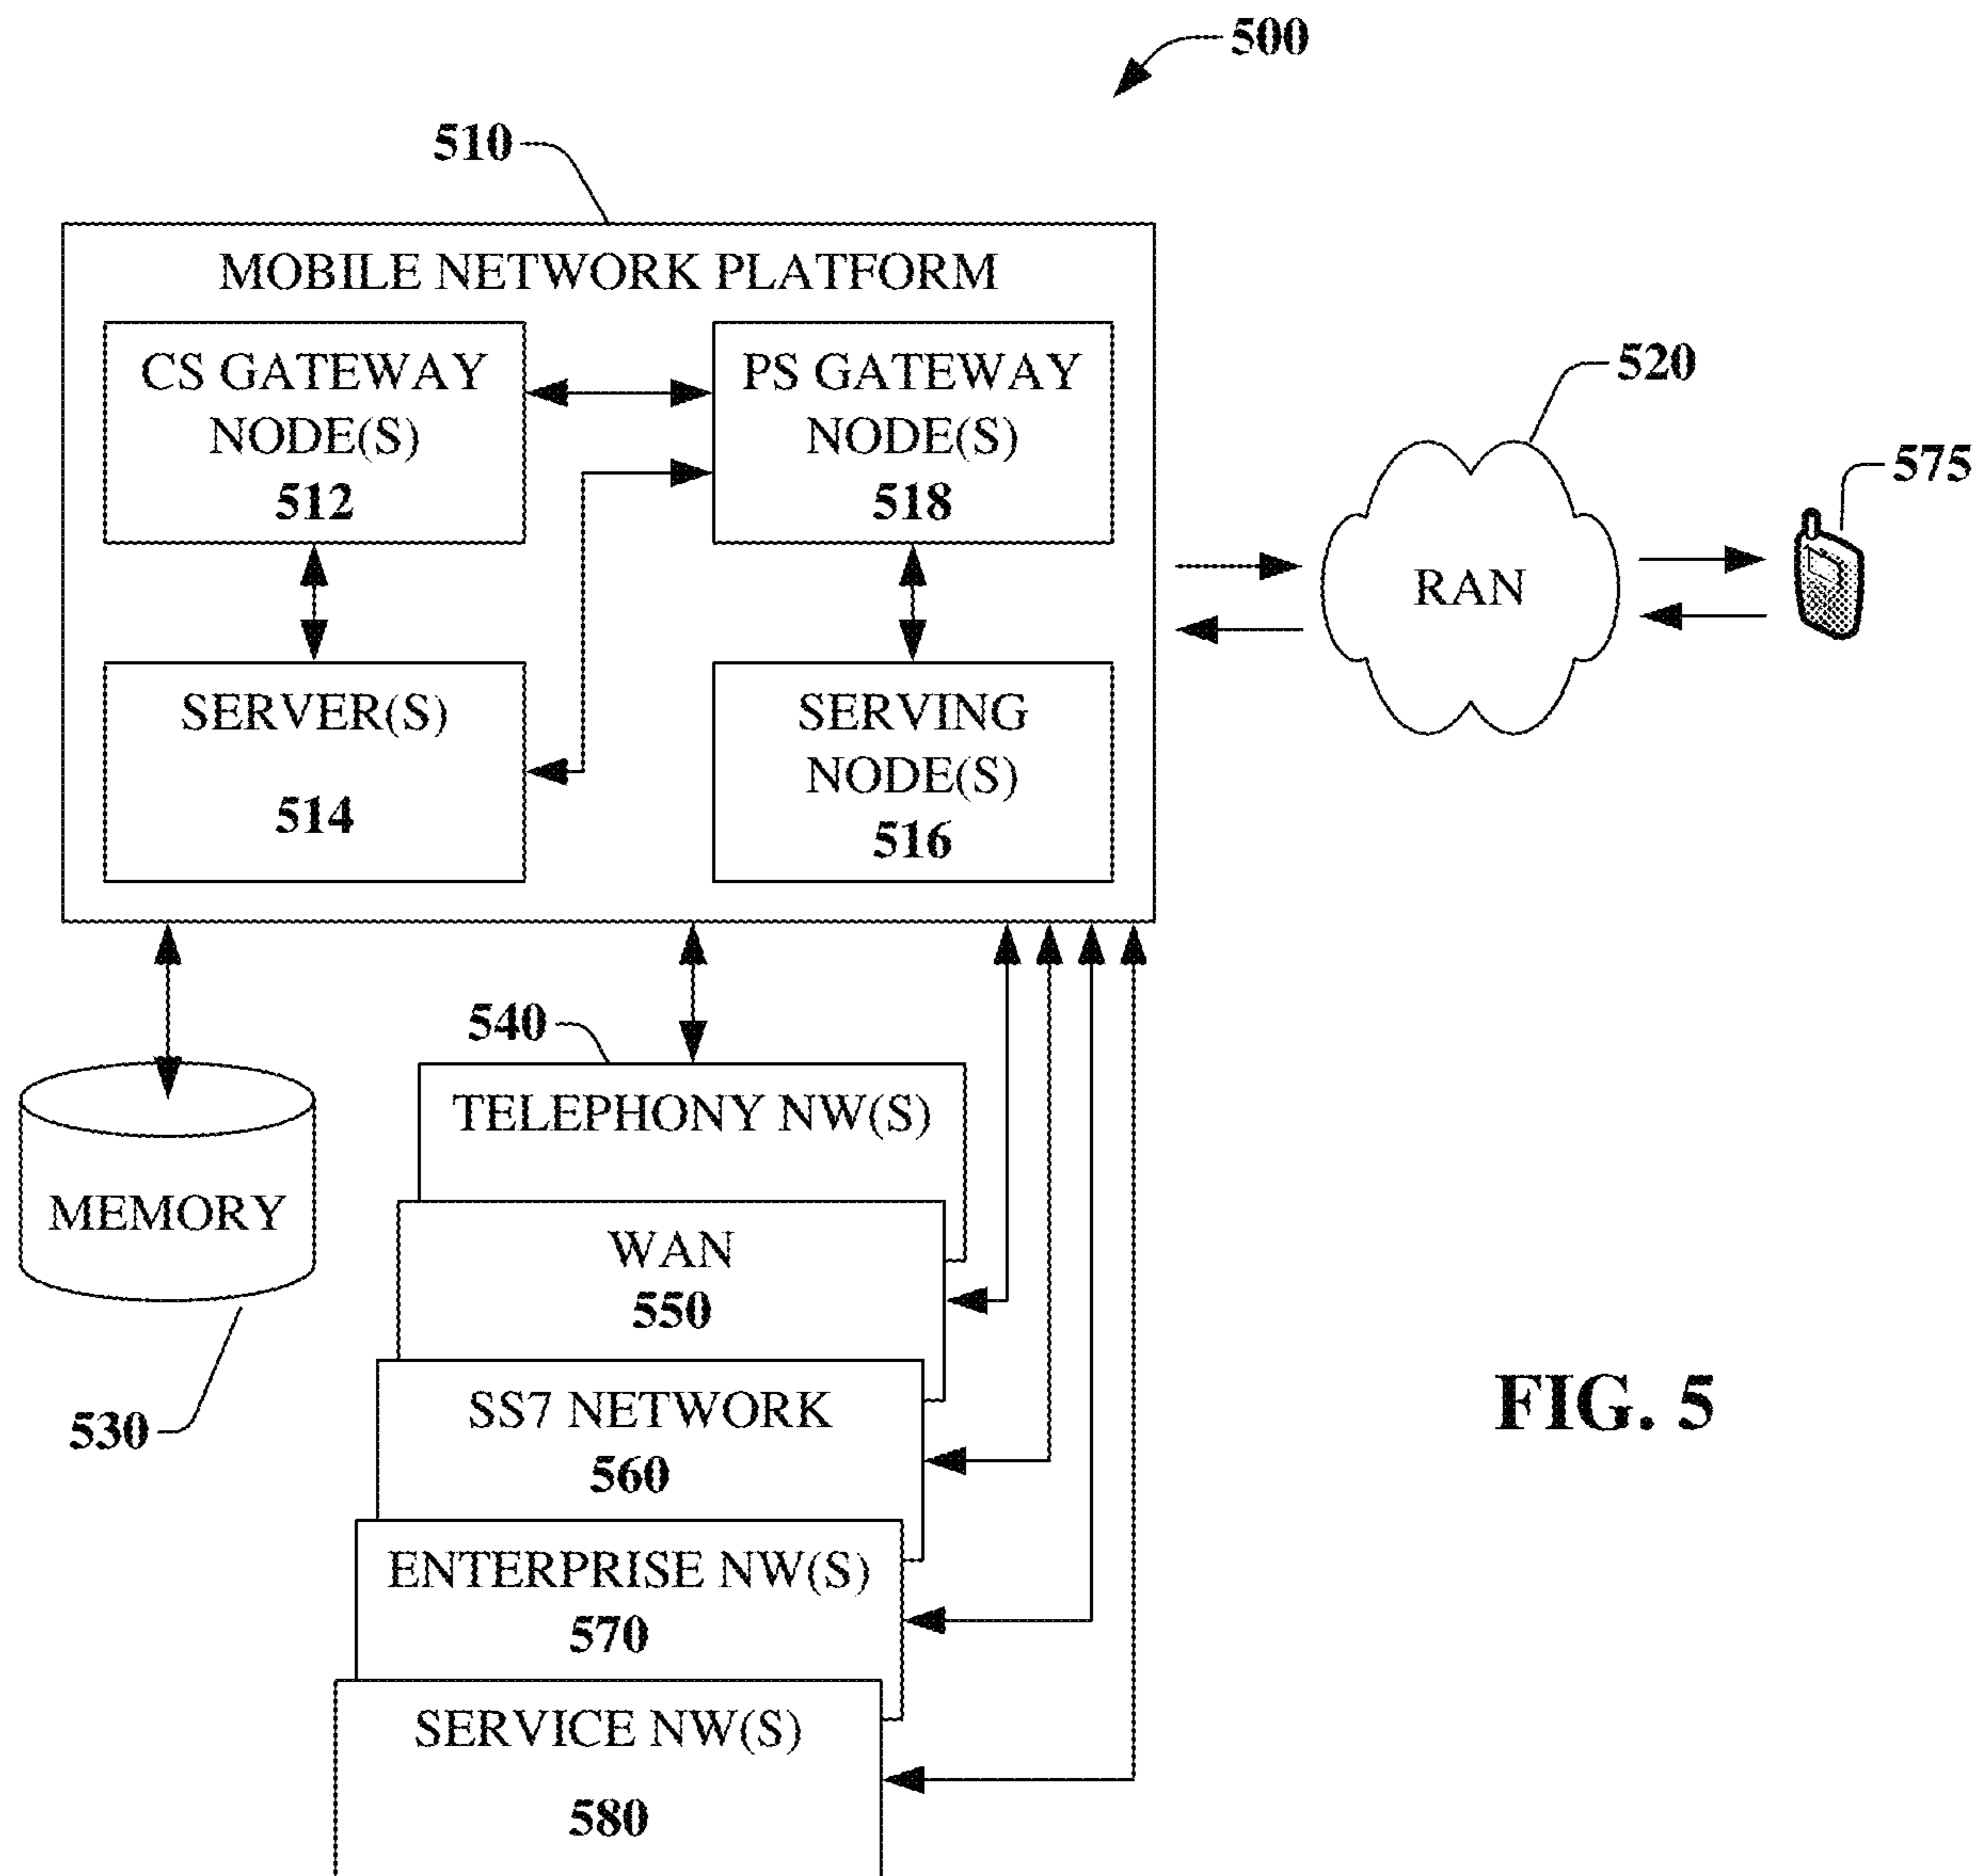 500
510
MOBILE NETWORK PLATFORM
CS GATEWAY
NODE(S)
512
PS GATEWAY
NODE(S)
518
SERVER(S)
514
SERVING
NODE(S)
516
520
RAN
575
540
TELEPHONY NW(S)
MEMORY
530
WAN
550
SS7 NETWORK
560
ENTERPRISE NW(S)
570
SERVICE NW(S)
580
FIG. 5